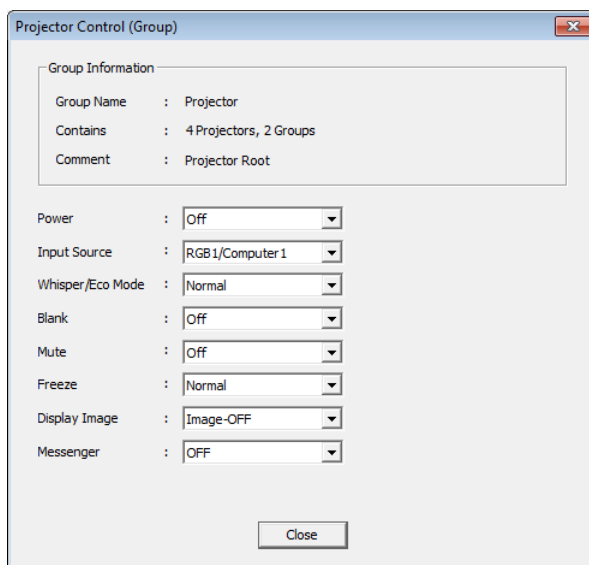 Projector Control (Group)
Group Information
Group Name : Projector
Contains : 4 Projectors, 2 Groups
Comment : Projector Root
Power : Off
Input Source : RGB1/Computer1
Whisper/Eco Mode : Normal
Blank : Off
Mute : Off
Freeze : Normal
Display Image : Image-OFF
Messenger : OFF
Close